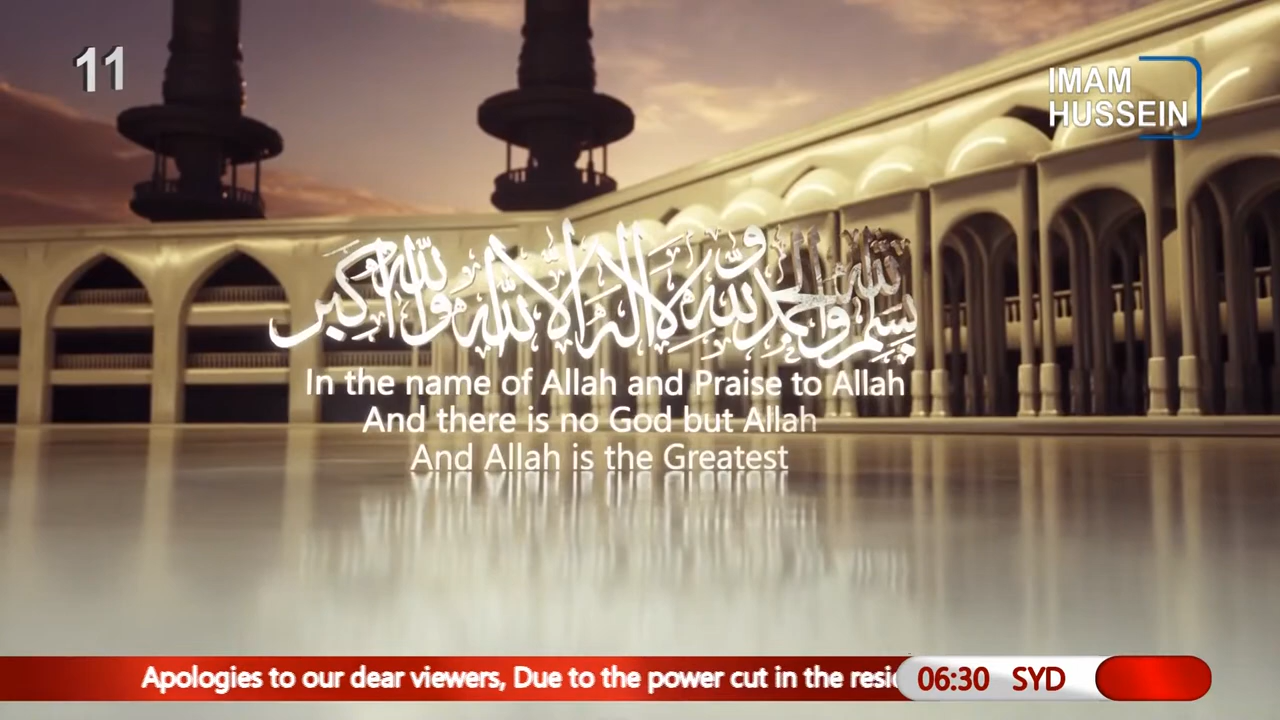 11
IMAM
HUSSEIN
بسم الله والحمد لله ولا إله إلا الله والله أكبر
In the name of Allah and Praise to Allah
And there is no God but Allah
And Allah is the Greatest
Apologies to our dear viewers, Due to the power cut in the
06:30 SYD